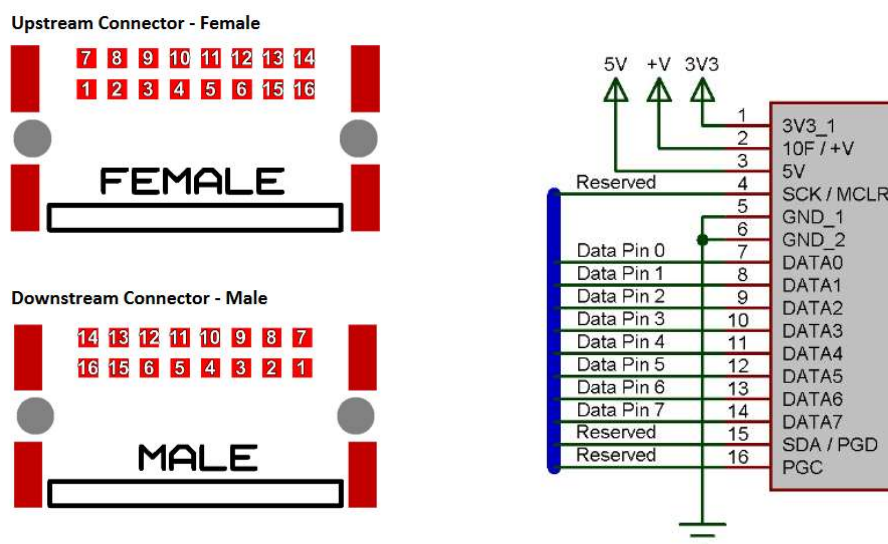 Upstream Connector - Female
7 8 9 10 11 12 13 14
1 2 3 4 5 6 15 16
FEMALE
Downstream Connector - Male
14 13 12 11 10 9 8 7
16 15 6 5 4 3 2 1
MALE
5V +V 3V3
1 3V3_1
2 10F / +V
3 5V
Reserved 4 SCK / MCLR
5 GND_1
6 GND_2
Data Pin 0 7 DATA0
Data Pin 1 8 DATA1
Data Pin 2 9 DATA2
Data Pin 3 10 DATA3
Data Pin 4 11 DATA4
Data Pin 5 12 DATA5
Data Pin 6 13 DATA6
Data Pin 7 14 DATA7
Reserved 15 SDA / PGD
Reserved 16 PGC